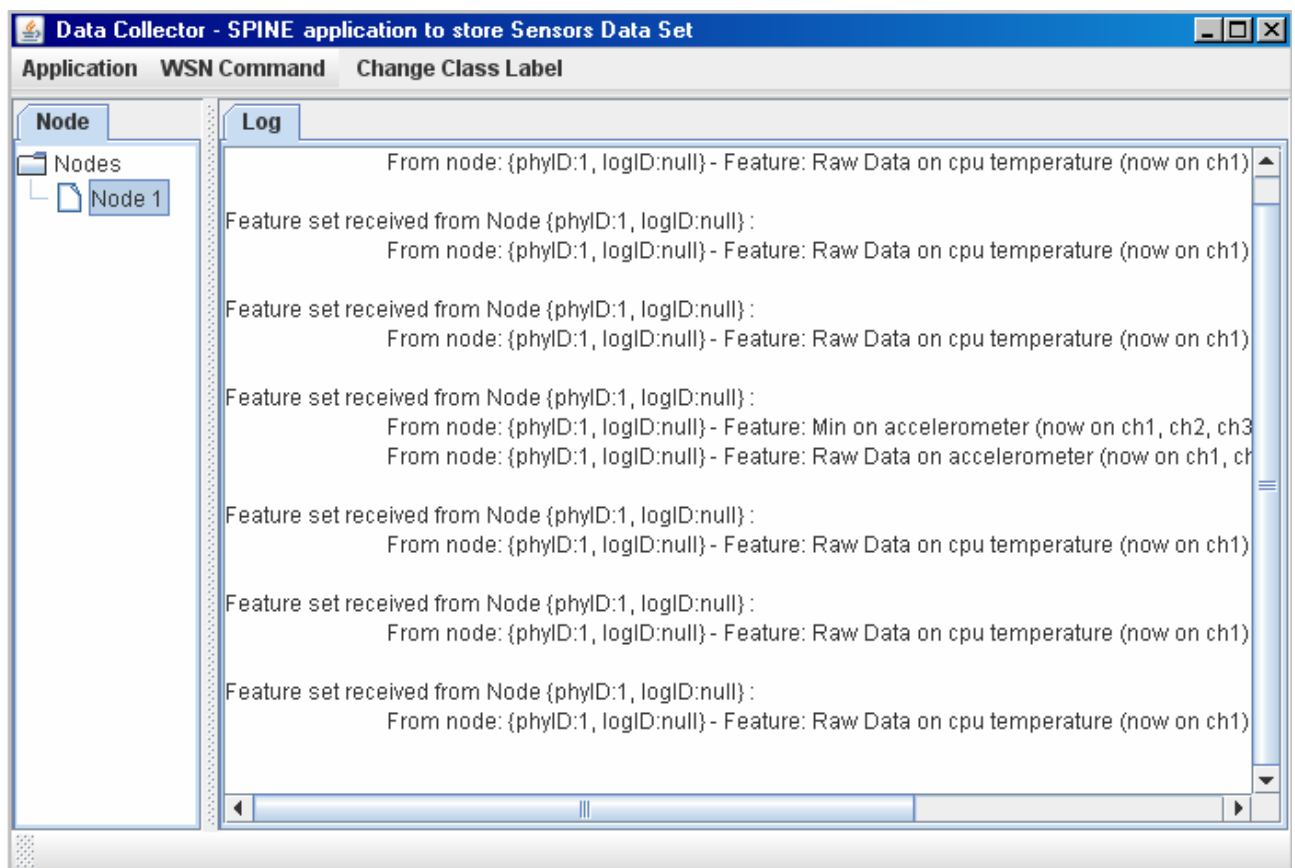 Data Collector - SPINE application to store Sensors Data Set
Application WSN Command Change Class Label
Node
Nodes
Node 1
Log
From node: {phyID:1, logID:null} - Feature: Raw Data on cpu temperature (now on ch1)
Feature set received from Node {phyID:1, logID:null} :
From node: {phyID:1, logID:null} - Feature: Raw Data on cpu temperature (now on ch1)
Feature set received from Node {phyID:1, logID:null} :
From node: {phyID:1, logID:null} - Feature: Raw Data on cpu temperature (now on ch1)
Feature set received from Node {phyID:1, logID:null} :
From node: {phyID:1, logID:null} - Feature: Min on accelerometer (now on ch1, ch2, ch3
From node: {phyID:1, logID:null} - Feature: Raw Data on accelerometer (now on ch1, ch
Feature set received from Node {phyID:1, logID:null} :
From node: {phyID:1, logID:null} - Feature: Raw Data on cpu temperature (now on ch1)
Feature set received from Node {phyID:1, logID:null} :
From node: {phyID:1, logID:null} - Feature: Raw Data on cpu temperature (now on ch1)
Feature set received from Node {phyID:1, logID:null} :
From node: {phyID:1, logID:null} - Feature: Raw Data on cpu temperature (now on ch1)